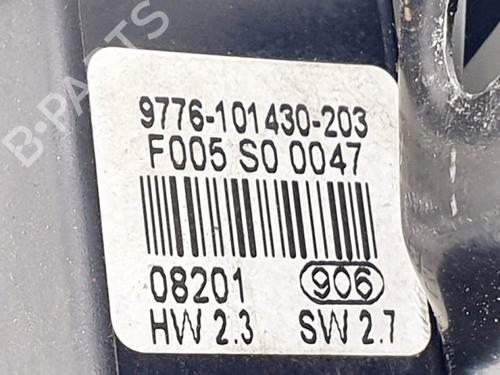 9776-101430-203
F005 S0 0047
08201 906
HW 2.3 SW 2.7
B-PARTS